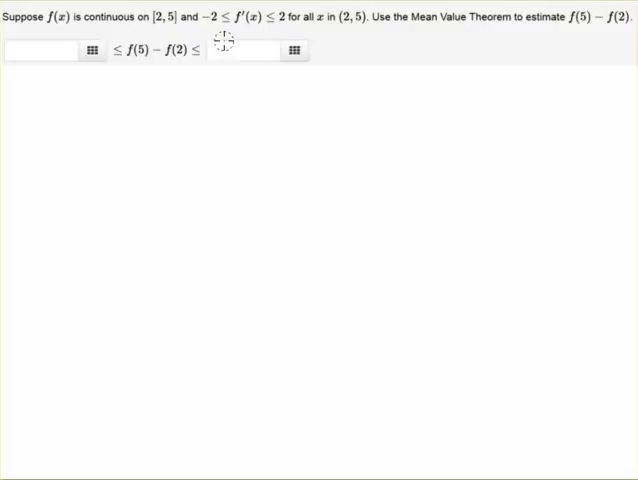 Suppose f(x) is continuous on [2, 5] and −2 ≤ f′(x) ≤ 2 for all x in (2, 5). Use the Mean Value Theorem to estimate f(5) − f(2).
≤ f(5) − f(2) ≤